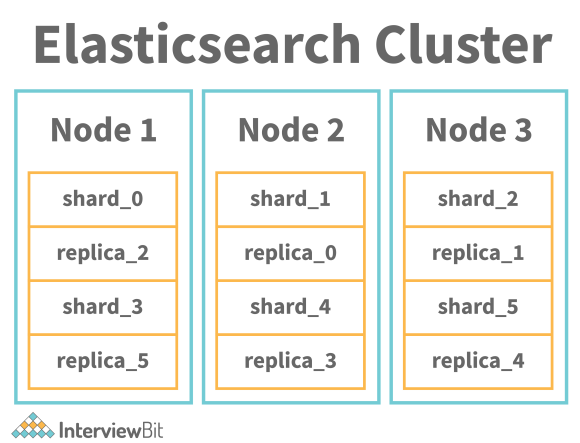 Elasticsearch Cluster
Node 1
shard_0
replica_2
shard_3
replica_5
Node 2
shard_1
replica_0
shard_4
replica_3
Node 3
shard_2
replica_1
shard_5
replica_4
InterviewBit